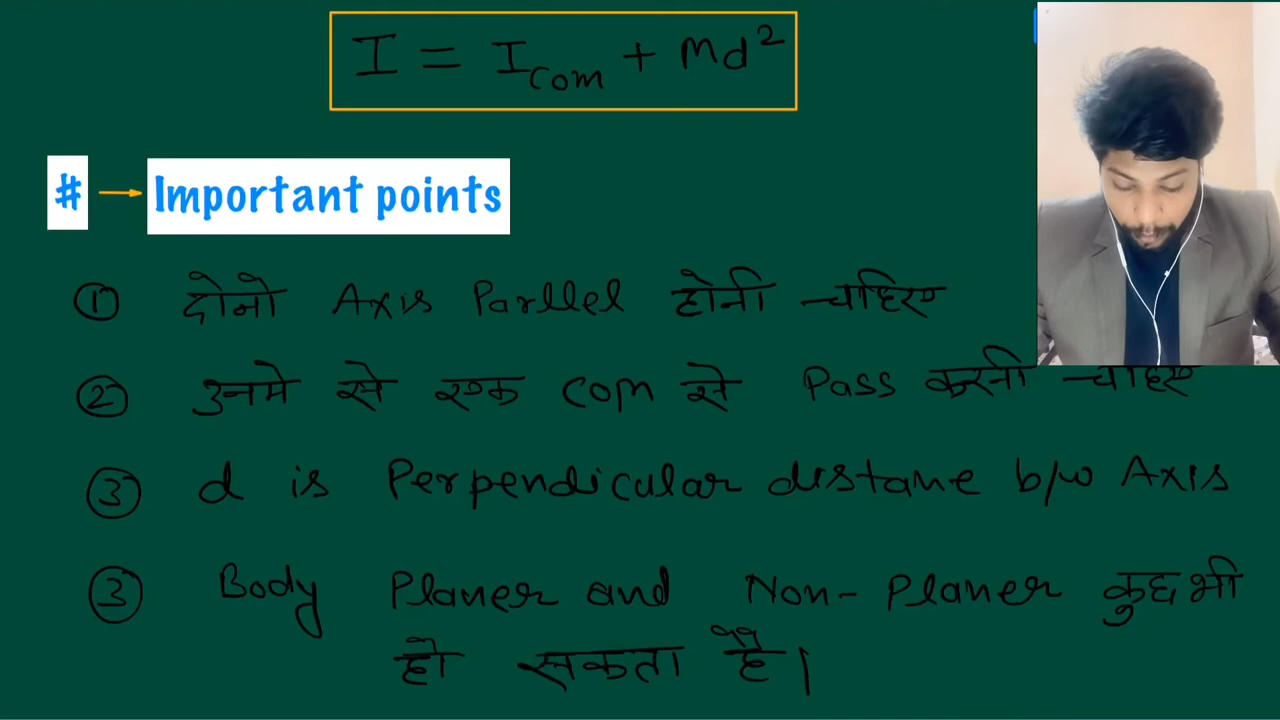 I = I_com + Md²
# → Important points
① दोनो Axis Parllel होनी चाहिए
② उनमे से एक com से Pass करनी चाहिए
③ d is Perpendicular distane b/w Axis
③ Body Planer and Non-Planer कुछ भी
हो सकता है।